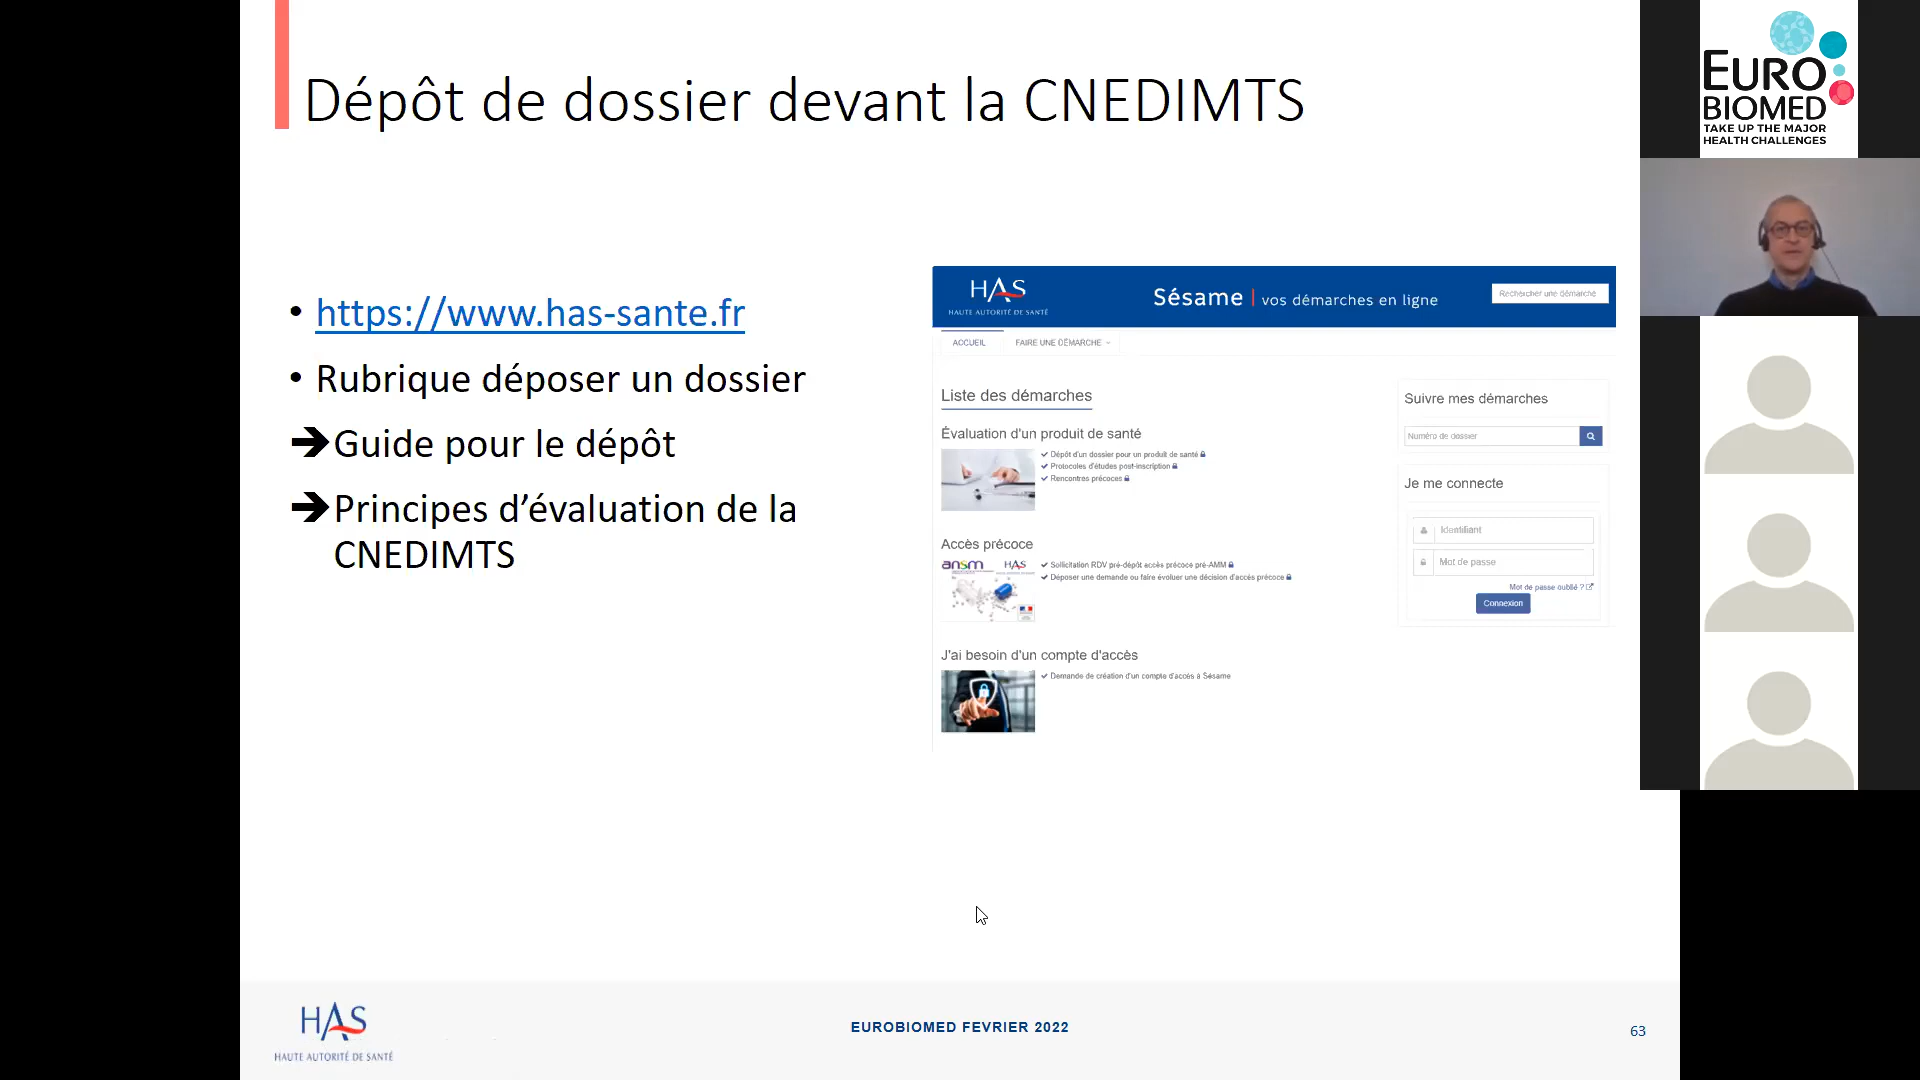 Dépôt de dossier devant la CNEDIMTS
• https://www.has-sante.fr
• Rubrique déposer un dossier
➔ Guide pour le dépôt
➔ Principes d’évaluation de la
CNEDIMTS
HAS
HAUTE AUTORITÉ DE SANTÉ
Sésame | vos démarches en ligne
Rechercher une démarche
ACCUEIL
FAIRE UNE DÉMARCHE
Liste des démarches
Évaluation d'un produit de santé
Dépôt d'un dossier pour un produit de santé
Protocoles d'études post-inscription
Rencontres précoces
Accès précoce
ansm
HAS
Sollicitation RDV pré-dépôt accès précoce pré-AMM
Déposer une demande ou faire évoluer une décision d'accès précoce
J'ai besoin d'un compte d'accès
Demande de création d'un compte d'accès à Sésame
Suivre mes démarches
Numéro de dossier
Je me connecte
Identifiant
Mot de passe
Mot de passe oublié ?
Connexion
EURO
BIOMED
TAKE UP THE MAJOR
HEALTH CHALLENGES
HAS
HAUTE AUTORITÉ DE SANTÉ
EUROBIOMED FEVRIER 2022
63